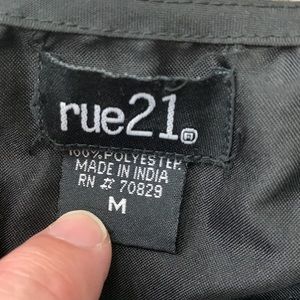 rue21®
100% POLYESTER
MADE IN INDIA
RN # 70829
M